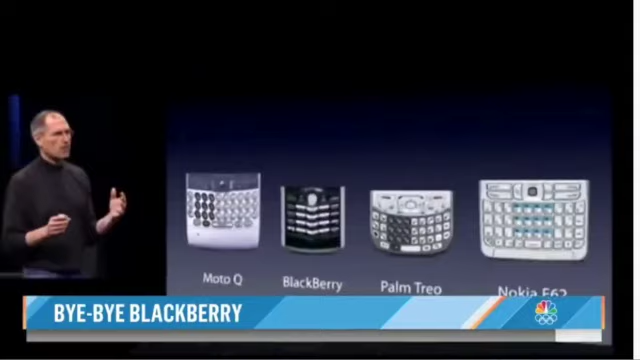 Moto Q
BlackBerry
Palm Treo
Nokia E62
BYE-BYE BLACKBERRY